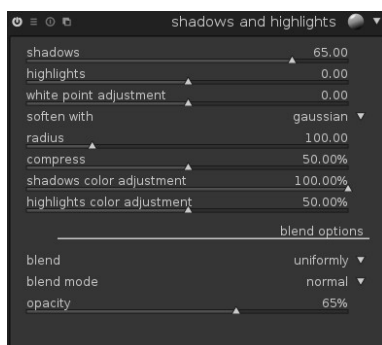 shadows and highlights
shadows 65.00
highlights 0.00
white point adjustment 0.00
soften with gaussian
radius 100.00
compress 50.00%
shadows color adjustment 100.00%
highlights color adjustment 50.00%
blend options
blend uniformly
blend mode normal
opacity 65%